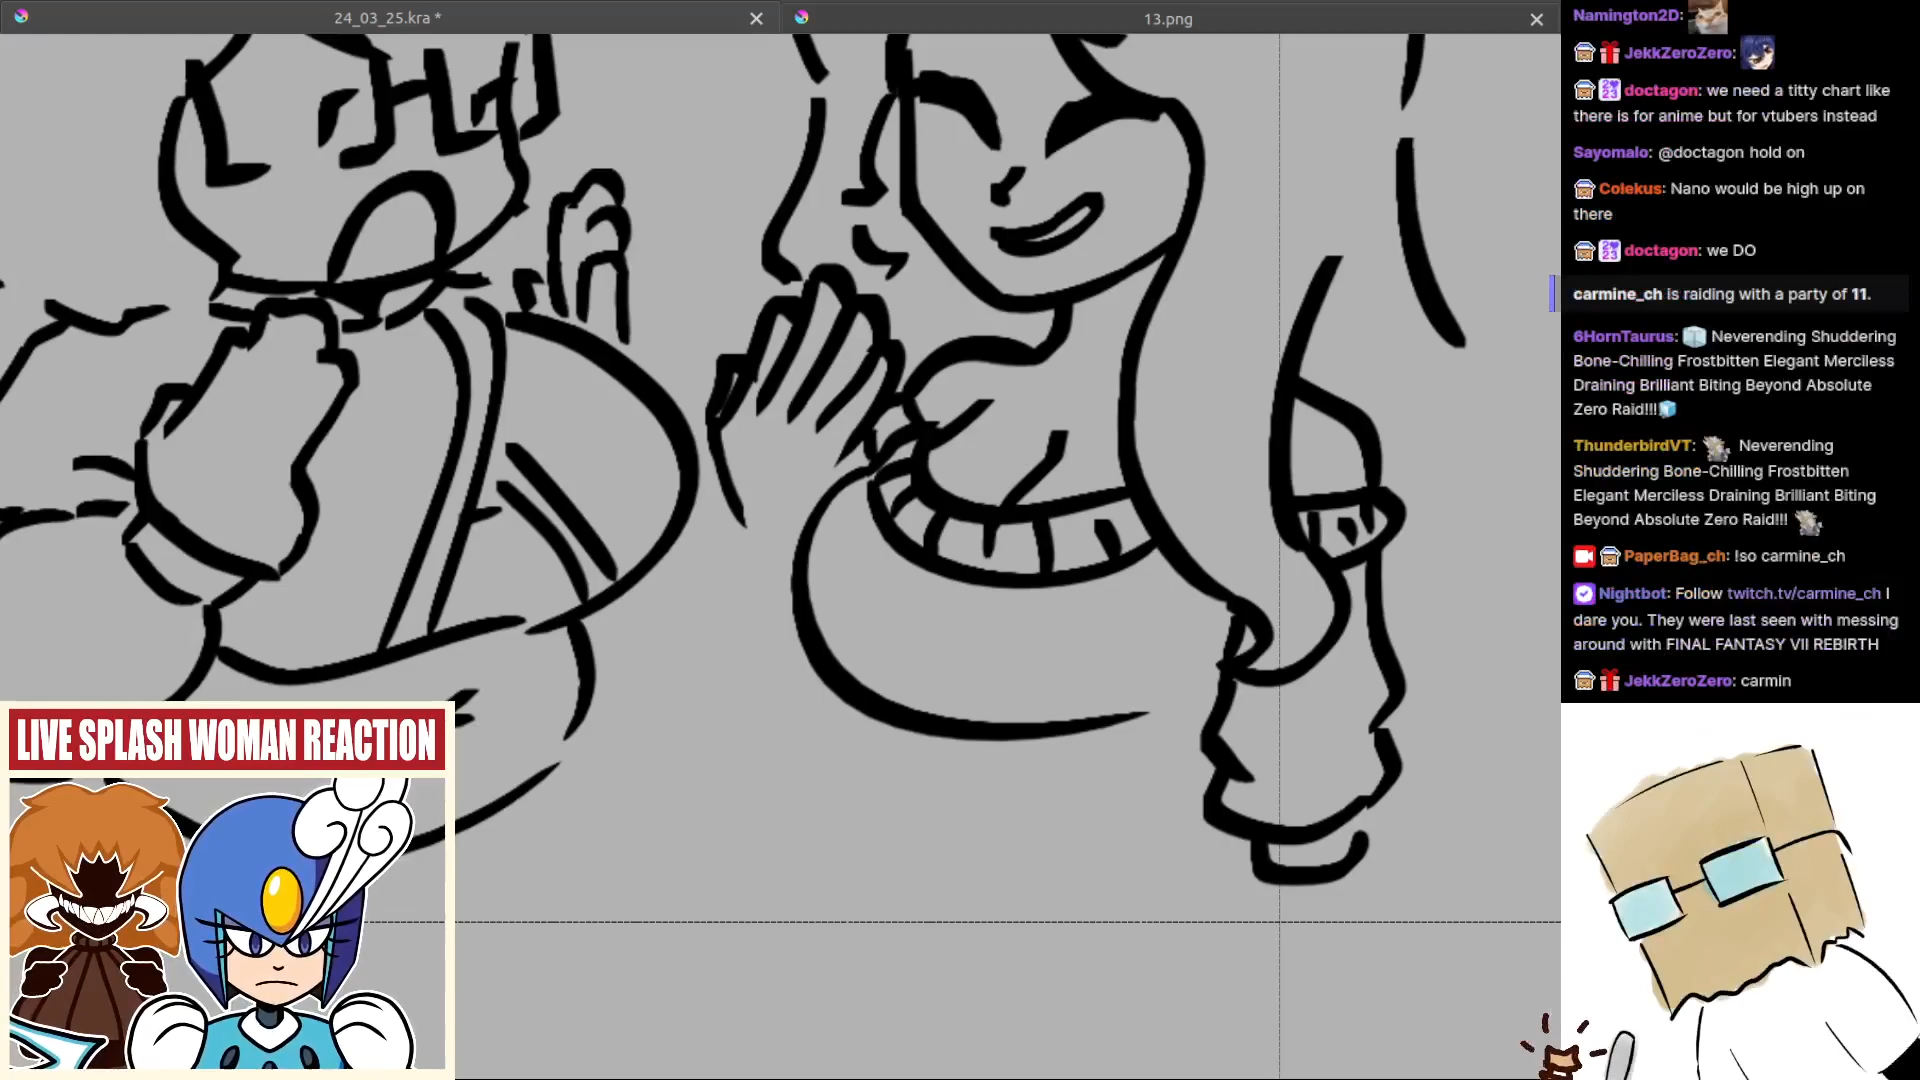 24_03_25.kra *
13.png
Namington2D:
JekkZeroZero:
doctagon: we need a titty chart like
there is for anime but for vtubers instead
Sayomalo: @doctagon hold on
Colekus: Nano would be high up on
there
doctagon: we DO
carmine_ch is raiding with a party of 11.
6HornTaurus: Neverending Shuddering
Bone-Chilling Frostbitten Elegant Merciless
Draining Brilliant Biting Beyond Absolute
Zero Raid!!!
ThunderbirdVT: Neverending
Shuddering Bone-Chilling Frostbitten
Elegant Merciless Draining Brilliant Biting
Beyond Absolute Zero Raid!!!
PaperBag_ch: !so carmine_ch
Nightbot: Follow twitch.tv/carmine_ch I
dare you. They were last seen with messing
around with FINAL FANTASY VII REBIRTH
JekkZeroZero: carmin
LIVE SPLASH WOMAN REACTION